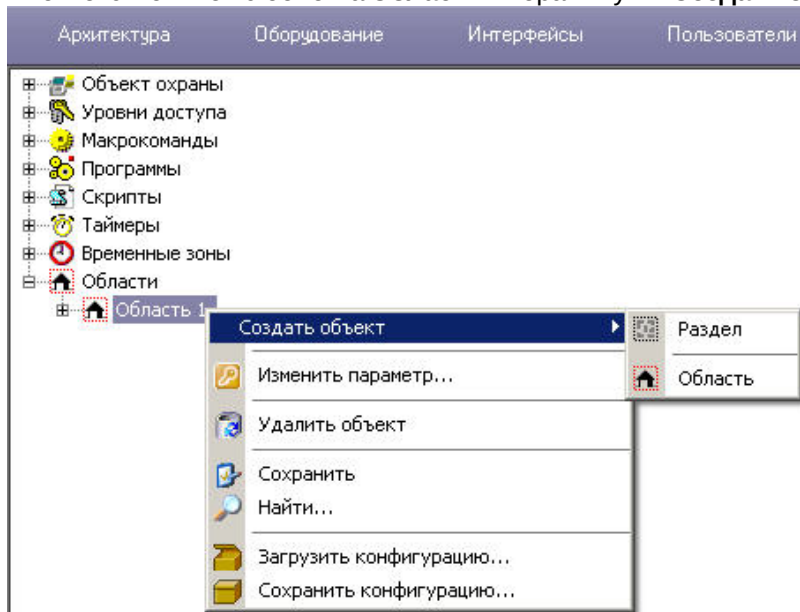 Архитектура Оборудование Интерфейсы Пользователи
Объект охраны
Уровни доступа
Макрокоманды
Программы
Скрипты
Таймеры
Временные зоны
Области
Область 1
Создать объект
Раздел
Изменить параметр...
Область
Удалить объект
Сохранить
Найти...
Загрузить конфигурацию...
Сохранить конфигурацию...